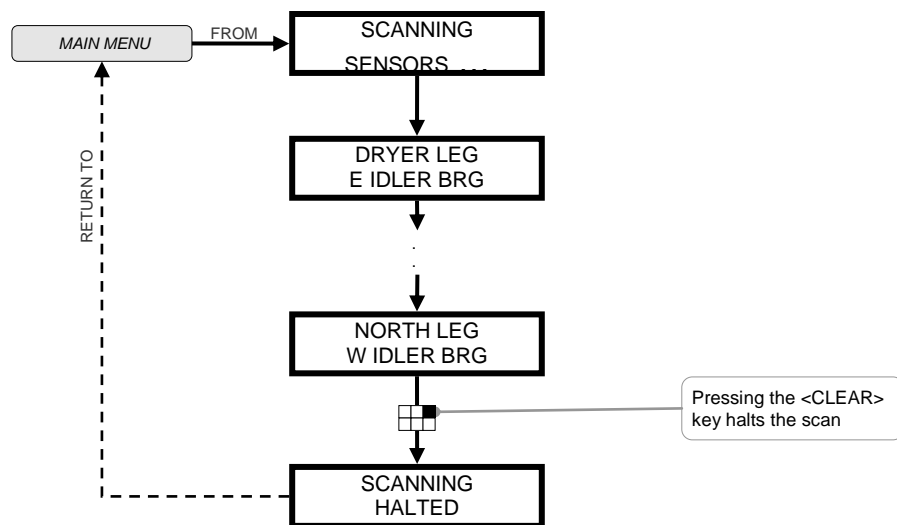 MAIN MENU
FROM
SCANNING
SENSORS ...
DRYER LEG
E IDLER BRG
RETURN TO
.
.
NORTH LEG
W IDLER BRG
Pressing the <CLEAR>
key halts the scan
SCANNING
HALTED